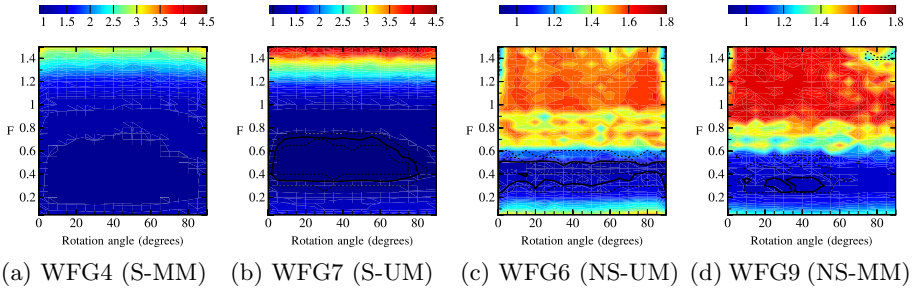 1 1.5 2 2.5 3 3.5 4 4.5
1 1.5 2 2.5 3 3.5 4 4.5
1 1.2 1.4 1.6 1.8
1 1.2 1.4 1.6 1.8
F
1.4
1.2
1
0.8
0.6
0.4
0.2
0 20 40 60 80
Rotation angle (degrees)
F
1.4
1.2
1
0.8
0.6
0.4
0.2
0 20 40 60 80
Rotation angle (degrees)
F
1.4
1.2
1
0.8
0.6
0.4
0.2
0 20 40 60 80
Rotation angle (degrees)
F
1.4
1.2
1
0.8
0.6
0.4
0.2
0 20 40 60 80
Rotation angle (degrees)
(a) WFG4 (S-MM)
(b) WFG7 (S-UM)
(c) WFG6 (NS-UM)
(d) WFG9 (NS-MM)